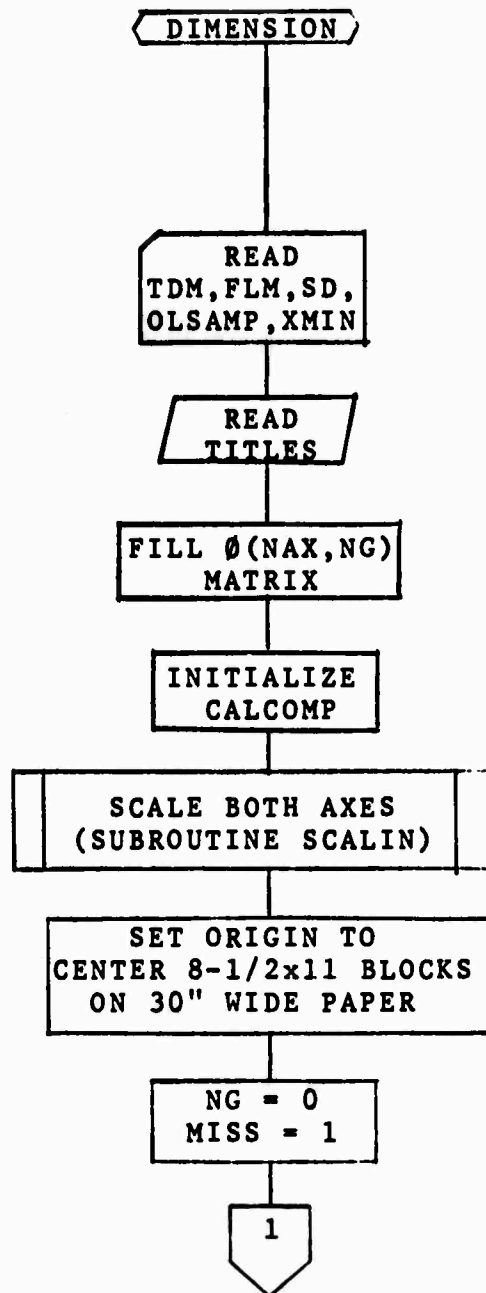 DIMENSION
READ
TDM,FLM,SD,
OLSAMP,XMIN
READ
TITLES
FILL Ø(NAX,NG)
MATRIX
INITIALIZE
CALCOMP
SCALE BOTH AXES
(SUBROUTINE SCALIN)
SET ORIGIN TO
CENTER 8-1/2x11 BLOCKS
ON 30" WIDE PAPER
NG = 0
MISS = 1
1